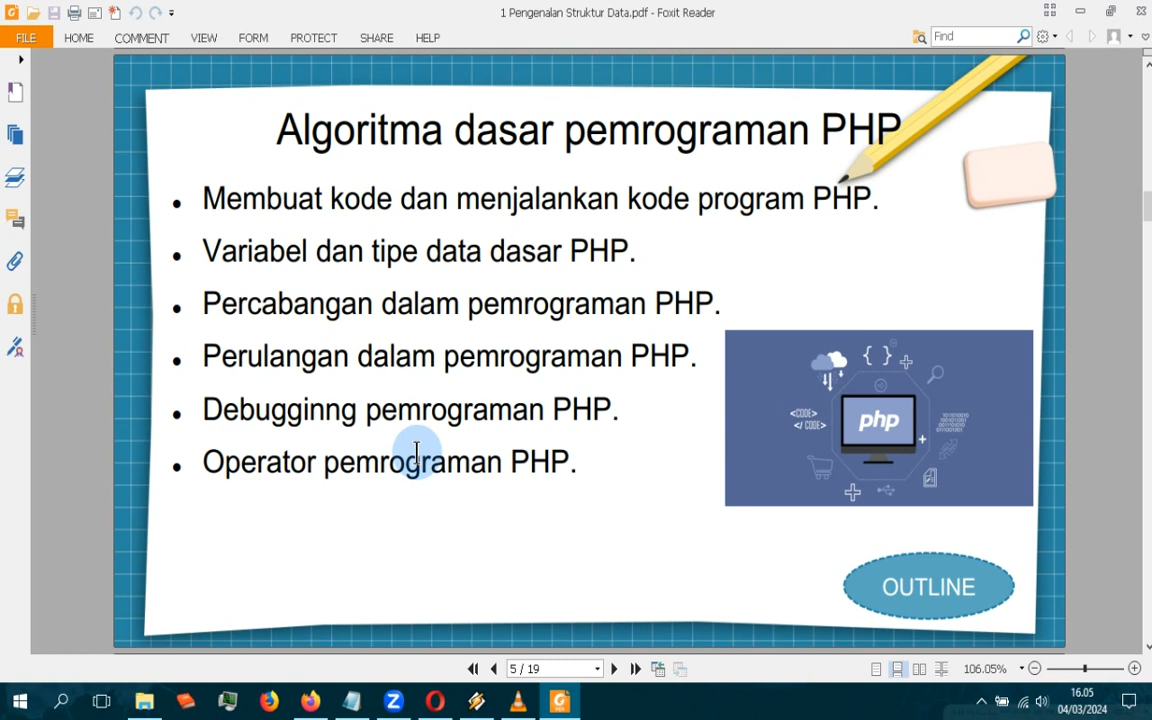 1 Pengenalan Struktur Data.pdf - Foxit Reader
FILE HOME COMMENT VIEW FORM PROTECT SHARE HELP
Find
Algoritma dasar pemrograman PHP
• Membuat kode dan menjalankan kode program PHP.
• Variabel dan tipe data dasar PHP.
• Percabangan dalam pemrograman PHP.
• Perulangan dalam pemrograman PHP.
• Debugginng pemrograman PHP.
• Operator pemrograman PHP.
{ }
<CODE>
</ CODE>
php
OUTLINE
5 / 19
106.05%
16.05
04/03/2024